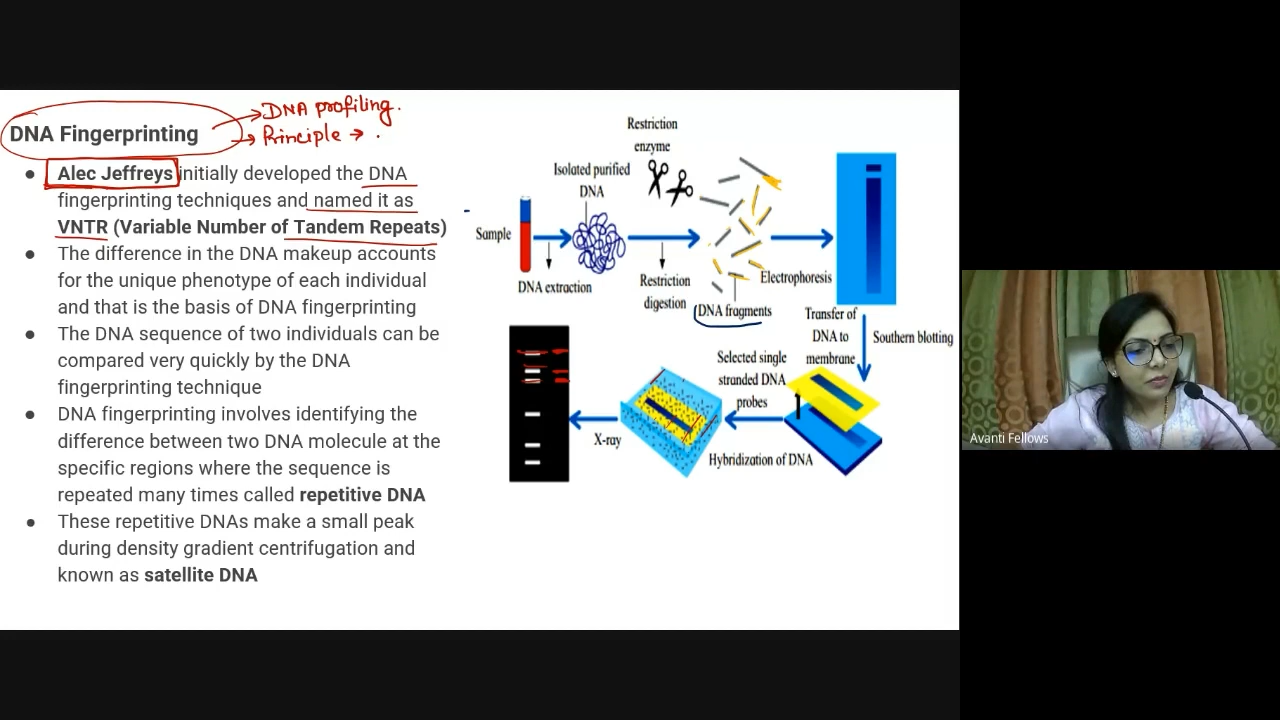 DNA Fingerprinting
→ DNA profiling.
→ Principle → .
● Alec Jeffreys initially developed the DNA
fingerprinting techniques and named it as
VNTR (Variable Number of Tandem Repeats)
● The difference in the DNA makeup accounts
for the unique phenotype of each individual
and that is the basis of DNA fingerprinting
● The DNA sequence of two individuals can be
compared very quickly by the DNA
fingerprinting technique
● DNA fingerprinting involves identifying the
difference between two DNA molecule at the
specific regions where the sequence is
repeated many times called repetitive DNA
● These repetitive DNAs make a small peak
during density gradient centrifugation and
known as satellite DNA
Sample
DNA extraction
Isolated purified
DNA
Restriction
enzyme
Restriction
digestion
DNA fragments
Electrophoresis
Transfer of
DNA to
membrane
Southern blotting
Selected single
stranded DNA
probes
Hybridization of DNA
X-ray
Avanti Fellows